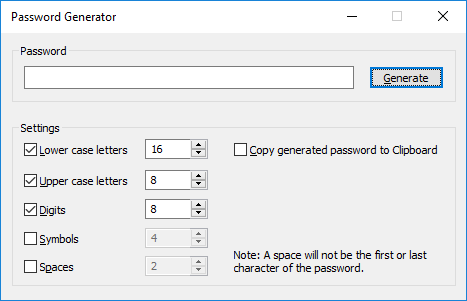 Password Generator
Password
Generate
Settings
Lower case letters 16 Copy generated password to Clipboard
Upper case letters 8
Digits 8
Symbols 4
Spaces 2
Note: A space will not be the first or last
character of the password.